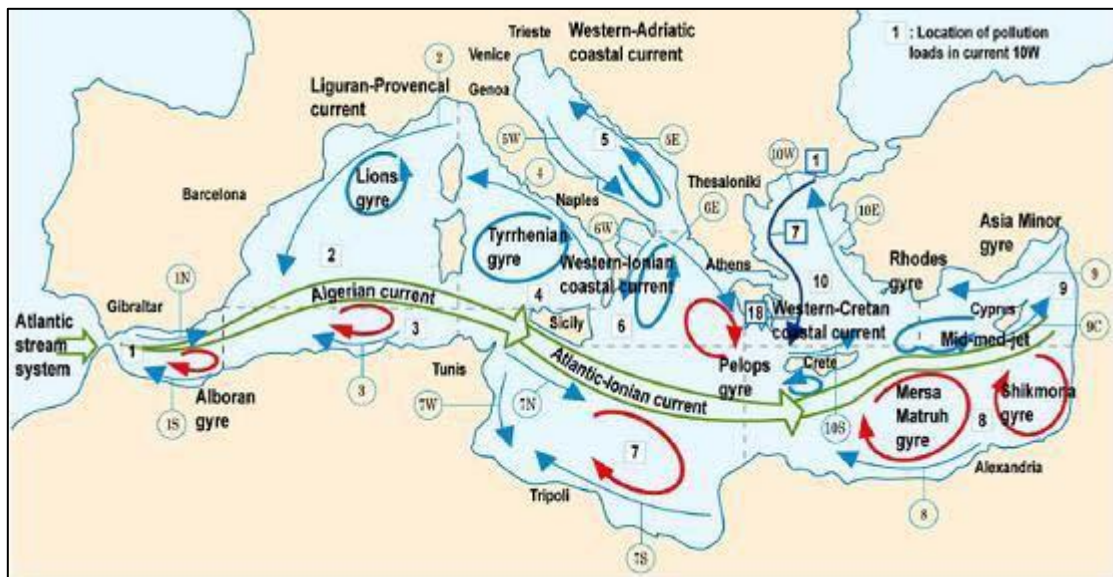 Trieste
Western-Adriatic
coastal current
Venice
Genoa
2
Liguran-Provencal
current
1 : Location of pollution
loads in current 10W
5W
5
5E
4
10W
1
Thessaloniki
Barcelona
Lions
gyre
Naples
6W
6E
7
10E
Asia Minor
gyre
Tyrrhenian
gyre
Western-Ionian
coastal current
Athens
Rhodes
gyre
2
1N
Gibraltar
Algerian current
4
Sicily
6
18
10
Western-Cretan
coastal current
Cyprus
9
9
9C
Mid-med-jet
Atlantic
stream
system
1
3
Tunis
Atlantic-Ionian current
Pelops
gyre
Crete
Alboran
gyre
1S
3
7W
7N
7
10S
Mersa
Matruh
gyre
8
Shikmona
gyre
Tripoli
Alexandria
7S
8